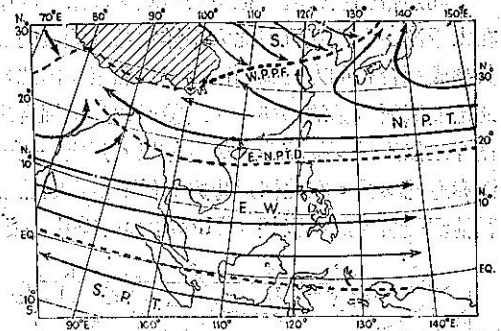 70°E 80° 90° 100° 110° 120° 130° 140° 150°E.
N. 30°
S.
W.P.P.F.
N. 30°
20°
N. P. T.
E.-N.P.T.D.
20°
N. 10°
E. W.
N. 10°
EQ.
EQ.
S. P. T.
10° S.
90°E 100°E 110°E 120°E 130°E 140°E